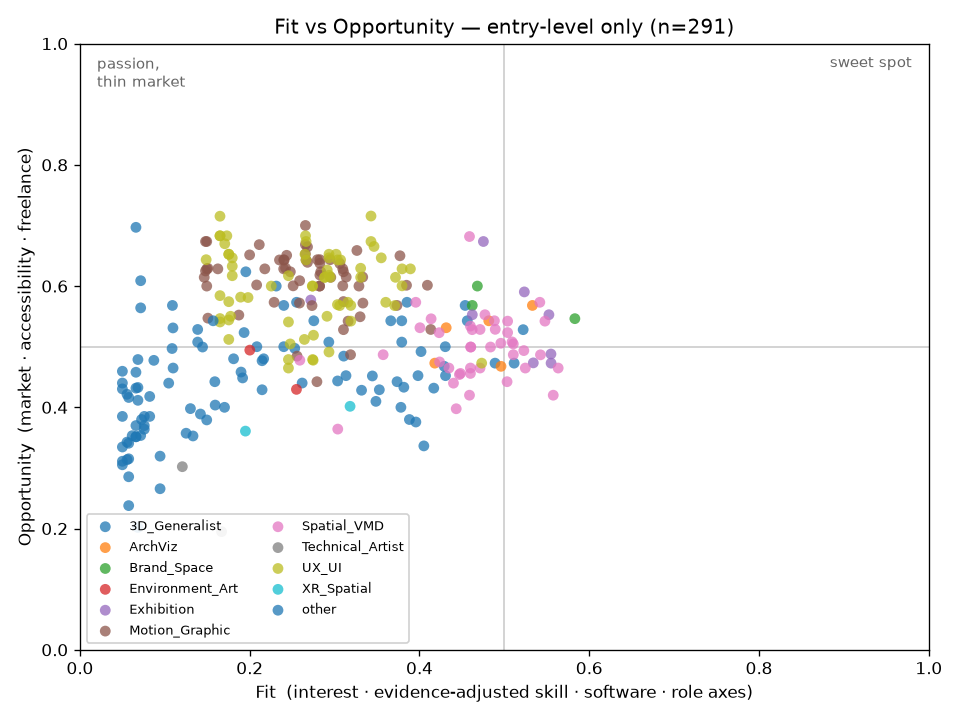 Fit vs Opportunity — entry-level only (n=291)
passion,
thin market
sweet spot
Opportunity (market · accessibility · freelance)
1.0
0.8
0.6
0.4
0.2
0.0
3D_Generalist
ArchViz
Brand_Space
Environment_Art
Exhibition
Motion_Graphic
Spatial_VMD
Technical_Artist
UX_UI
XR_Spatial
other
0.0 0.2 0.4 0.6 0.8 1.0
Fit (interest · evidence-adjusted skill · software · role axes)